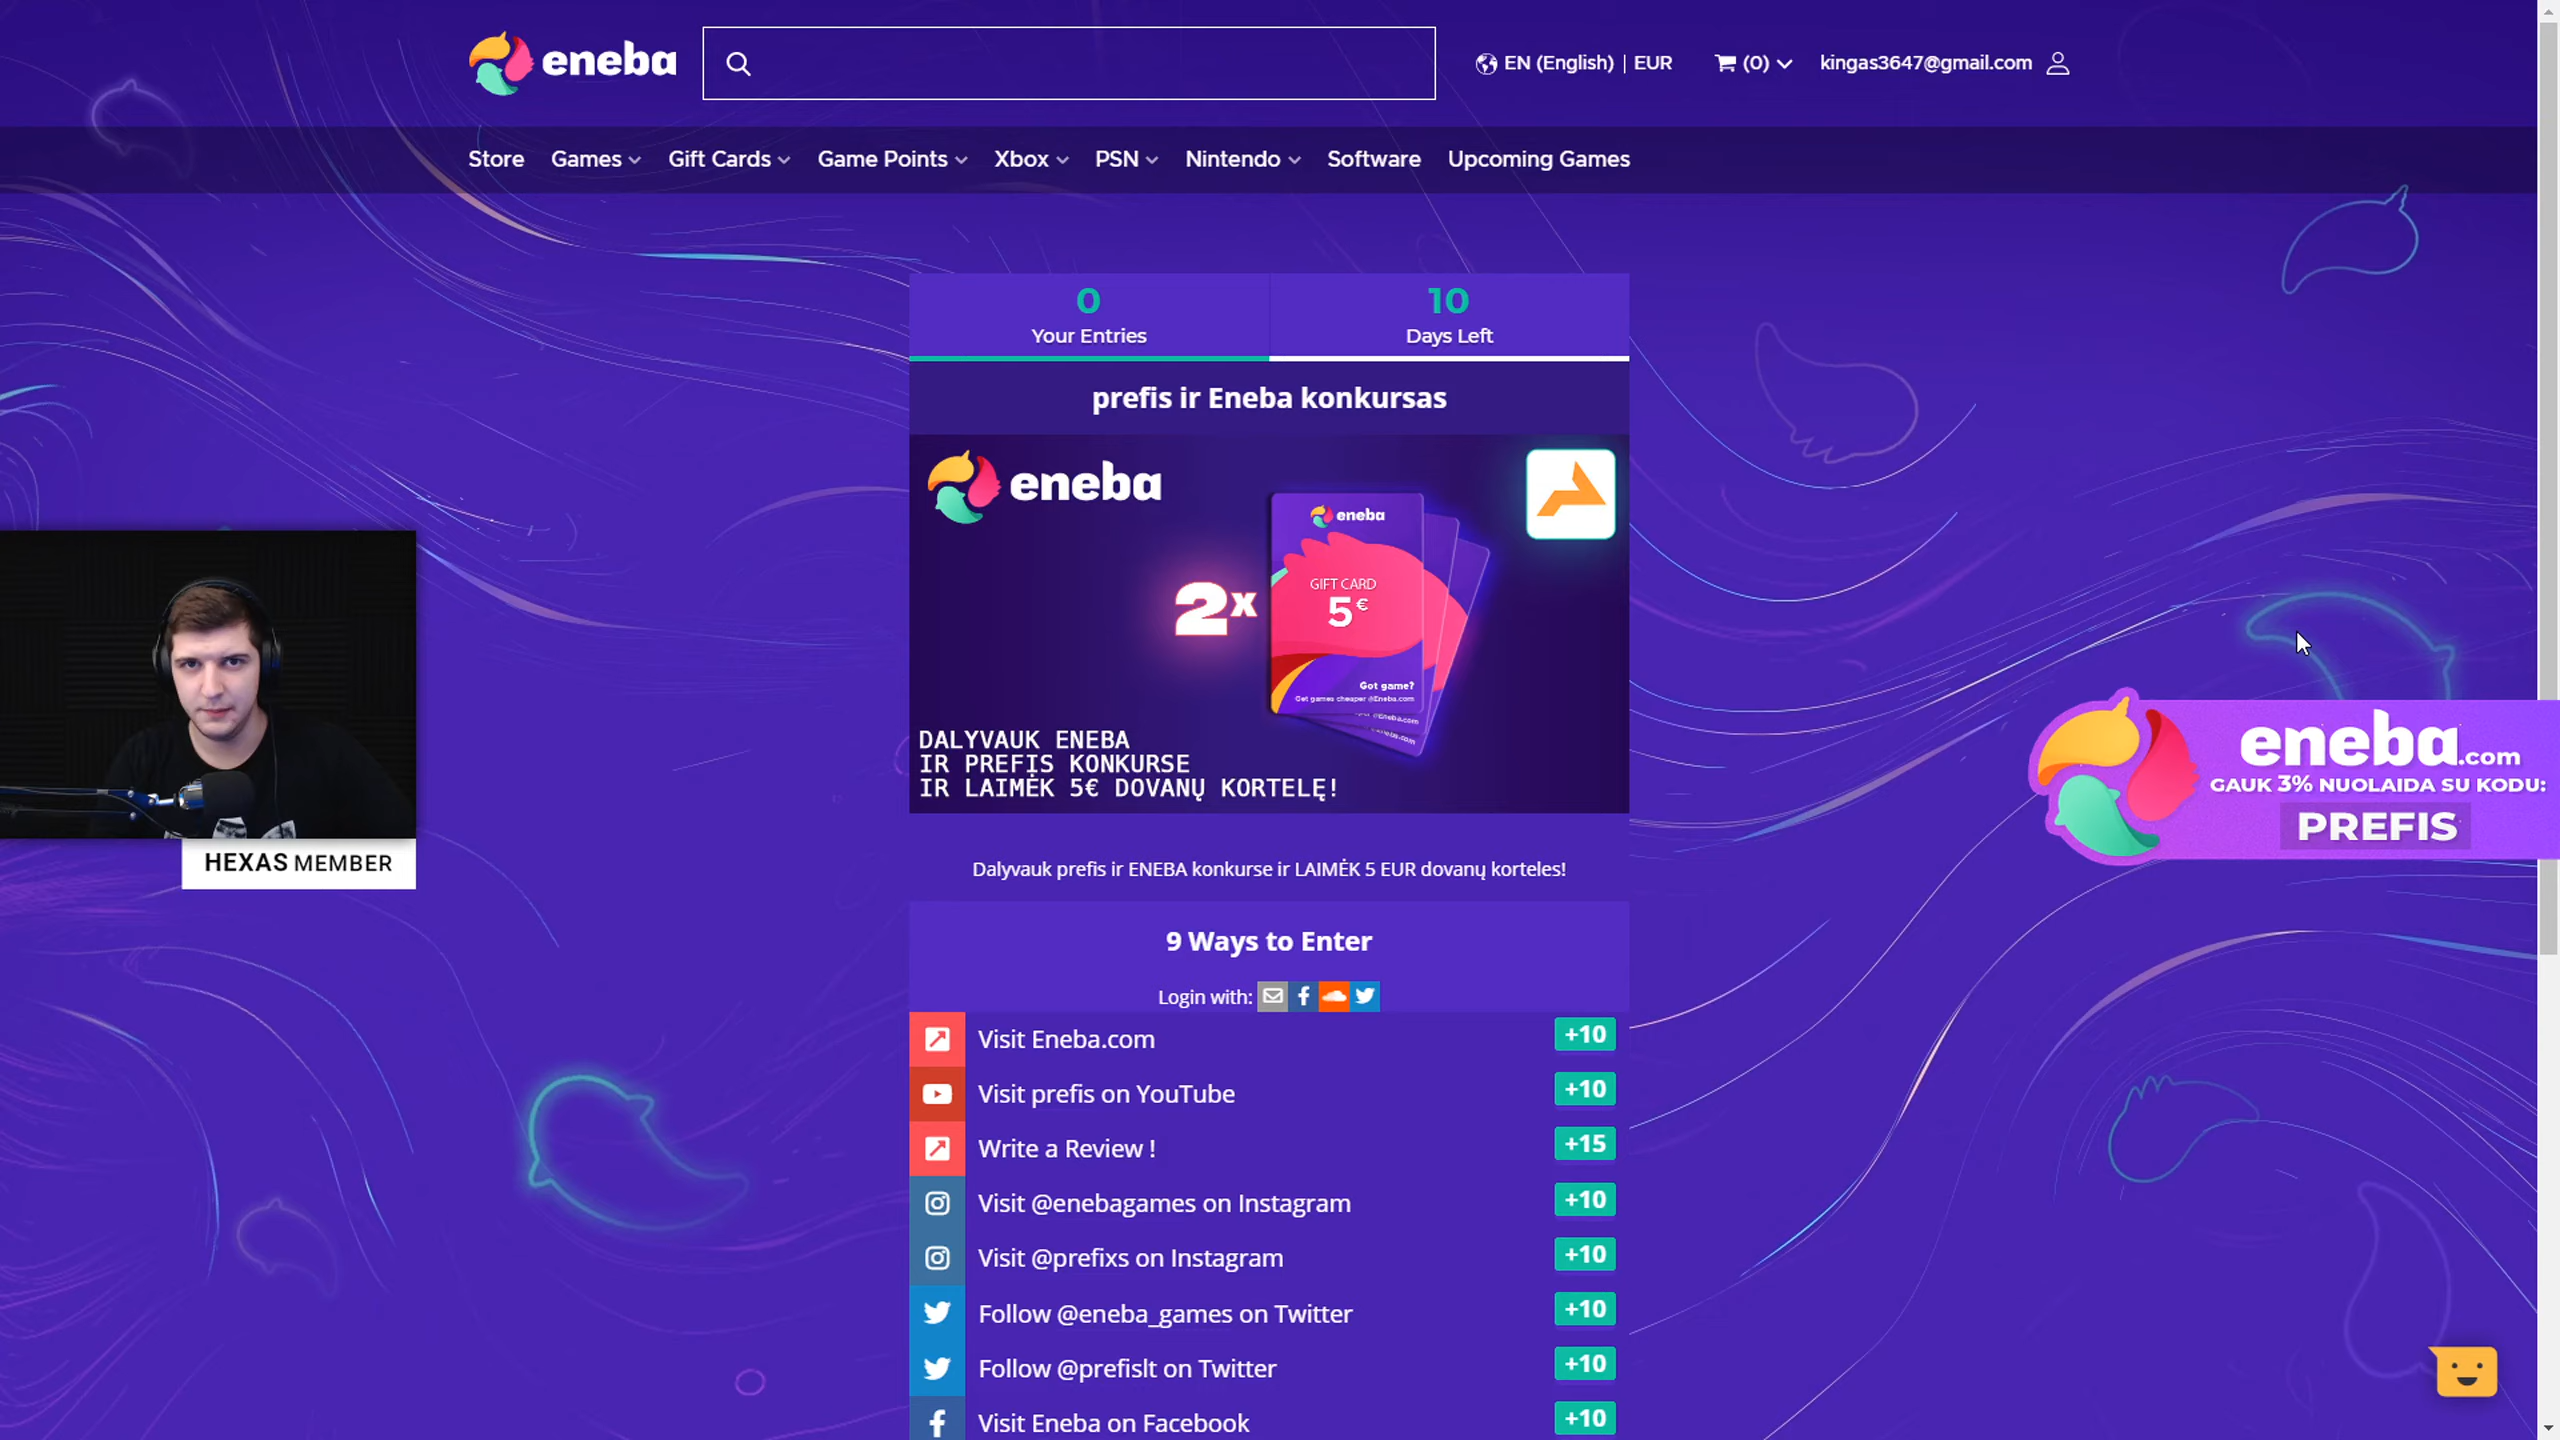 eneba
EN (English) | EUR
(0)
kingas3647@gmail.com
Store
Games
Gift Cards
Game Points
Xbox
PSN
Nintendo
Software
Upcoming Games
0
Your Entries
10
Days Left
prefis ir Eneba konkursas
eneba
2x
eneba
GIFT CARD
5€
Got game?
Get games cheaper @Eneba.com
DALYVAUK ENEBA
IR PREFIS KONKURSE
IR LAIMĖK 5€ DOVANŲ KORTELĘ!
HEXAS MEMBER
eneba.com
GAUK 3% NUOLAIDA SU KODU:
PREFIS
Dalyvauk prefis ir ENEBA konkurse ir LAIMĖK 5 EUR dovanų korteles!
9 Ways to Enter
Login with:
Visit Eneba.com +10
Visit prefis on YouTube +10
Write a Review ! +15
Visit @enebagames on Instagram +10
Visit @prefixs on Instagram +10
Follow @eneba_games on Twitter +10
Follow @prefislt on Twitter +10
Visit Eneba on Facebook +10